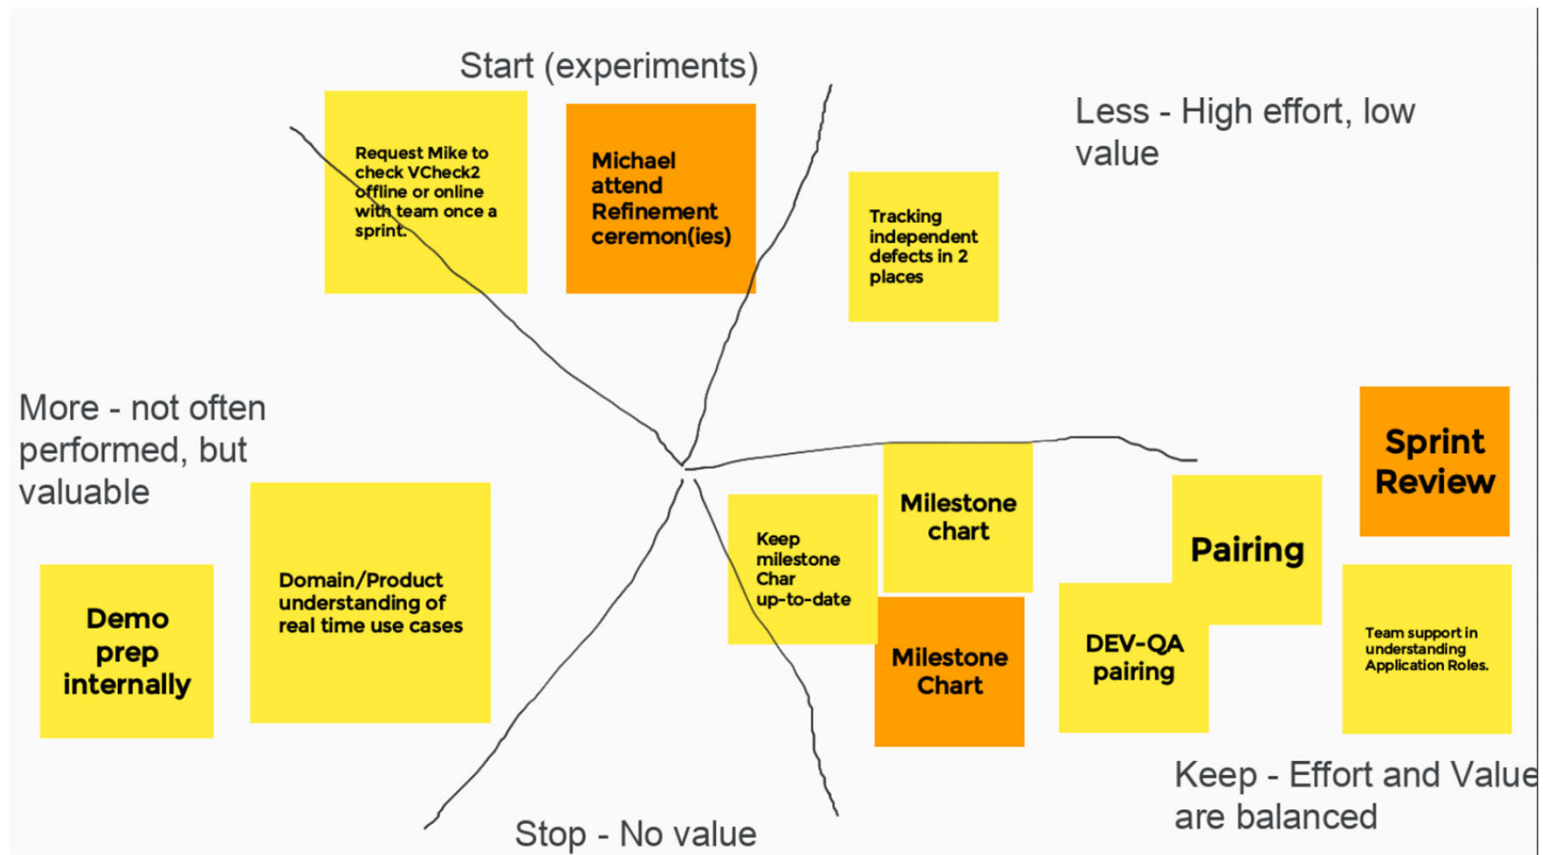 Start (experiments)
Request Mike to
check VCheck2
offline or online
with team once a
sprint.
Michael
attend
Refinement
ceremon(ies)
Less - High effort, low
value
Tracking
independent
defects in 2
places
More - not often
performed, but
valuable
Demo
prep
internally
Domain/Product
understanding of
real time use cases
Keep
milestone
Char
up-to-date
Milestone
chart
Milestone
Chart
Pairing
DEV-QA
pairing
Sprint
Review
Team support in
understanding
Application Roles.
Keep - Effort and Value
are balanced
Stop - No value